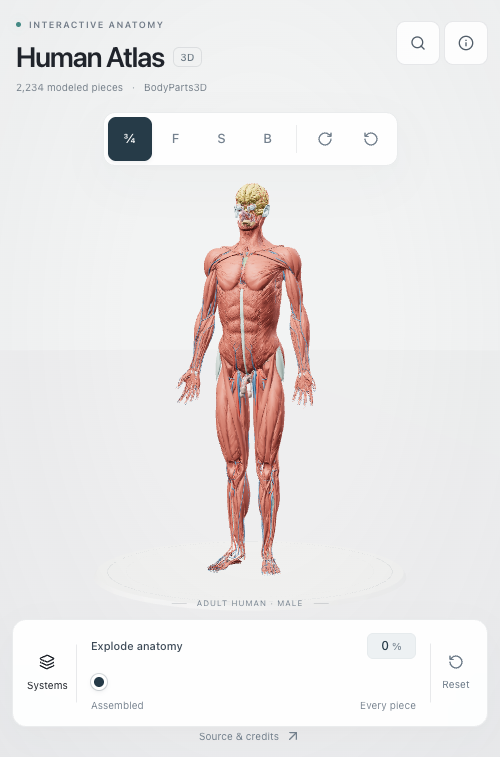 INTERACTIVE ANATOMY
Human Atlas 3D
2,234 modeled pieces · BodyParts3D
¾ F S B
ADULT HUMAN · MALE
Explode anatomy 0 %
Systems
Reset
Assembled Every piece
Source & credits